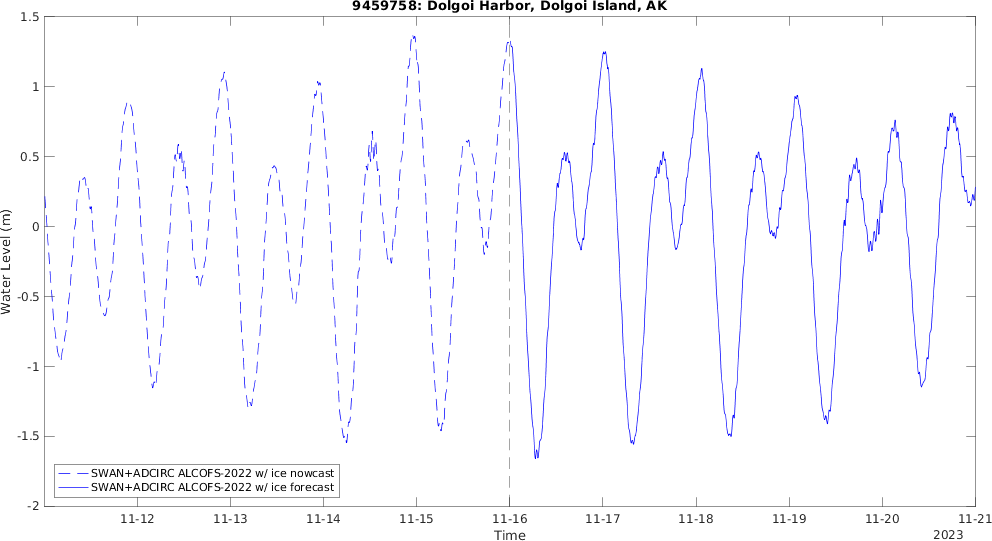 9459758: Dolgoi Harbor, Dolgoi Island, AK
1.5
1
0.5
0
-0.5
-1
-1.5
-2
Water Level (m)
SWAN+ADCIRC ALCOFS-2022 w/ ice nowcast
SWAN+ADCIRC ALCOFS-2022 w/ ice forecast
11-12 11-13 11-14 11-15 11-16 11-17 11-18 11-19 11-20 11-21
Time
2023